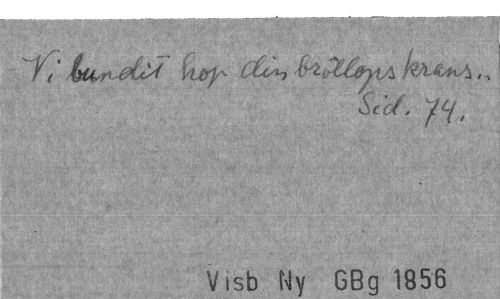 Vi bundit hop din bröllopskrans..
Sid. 74.
Visb Ny GBg 1856